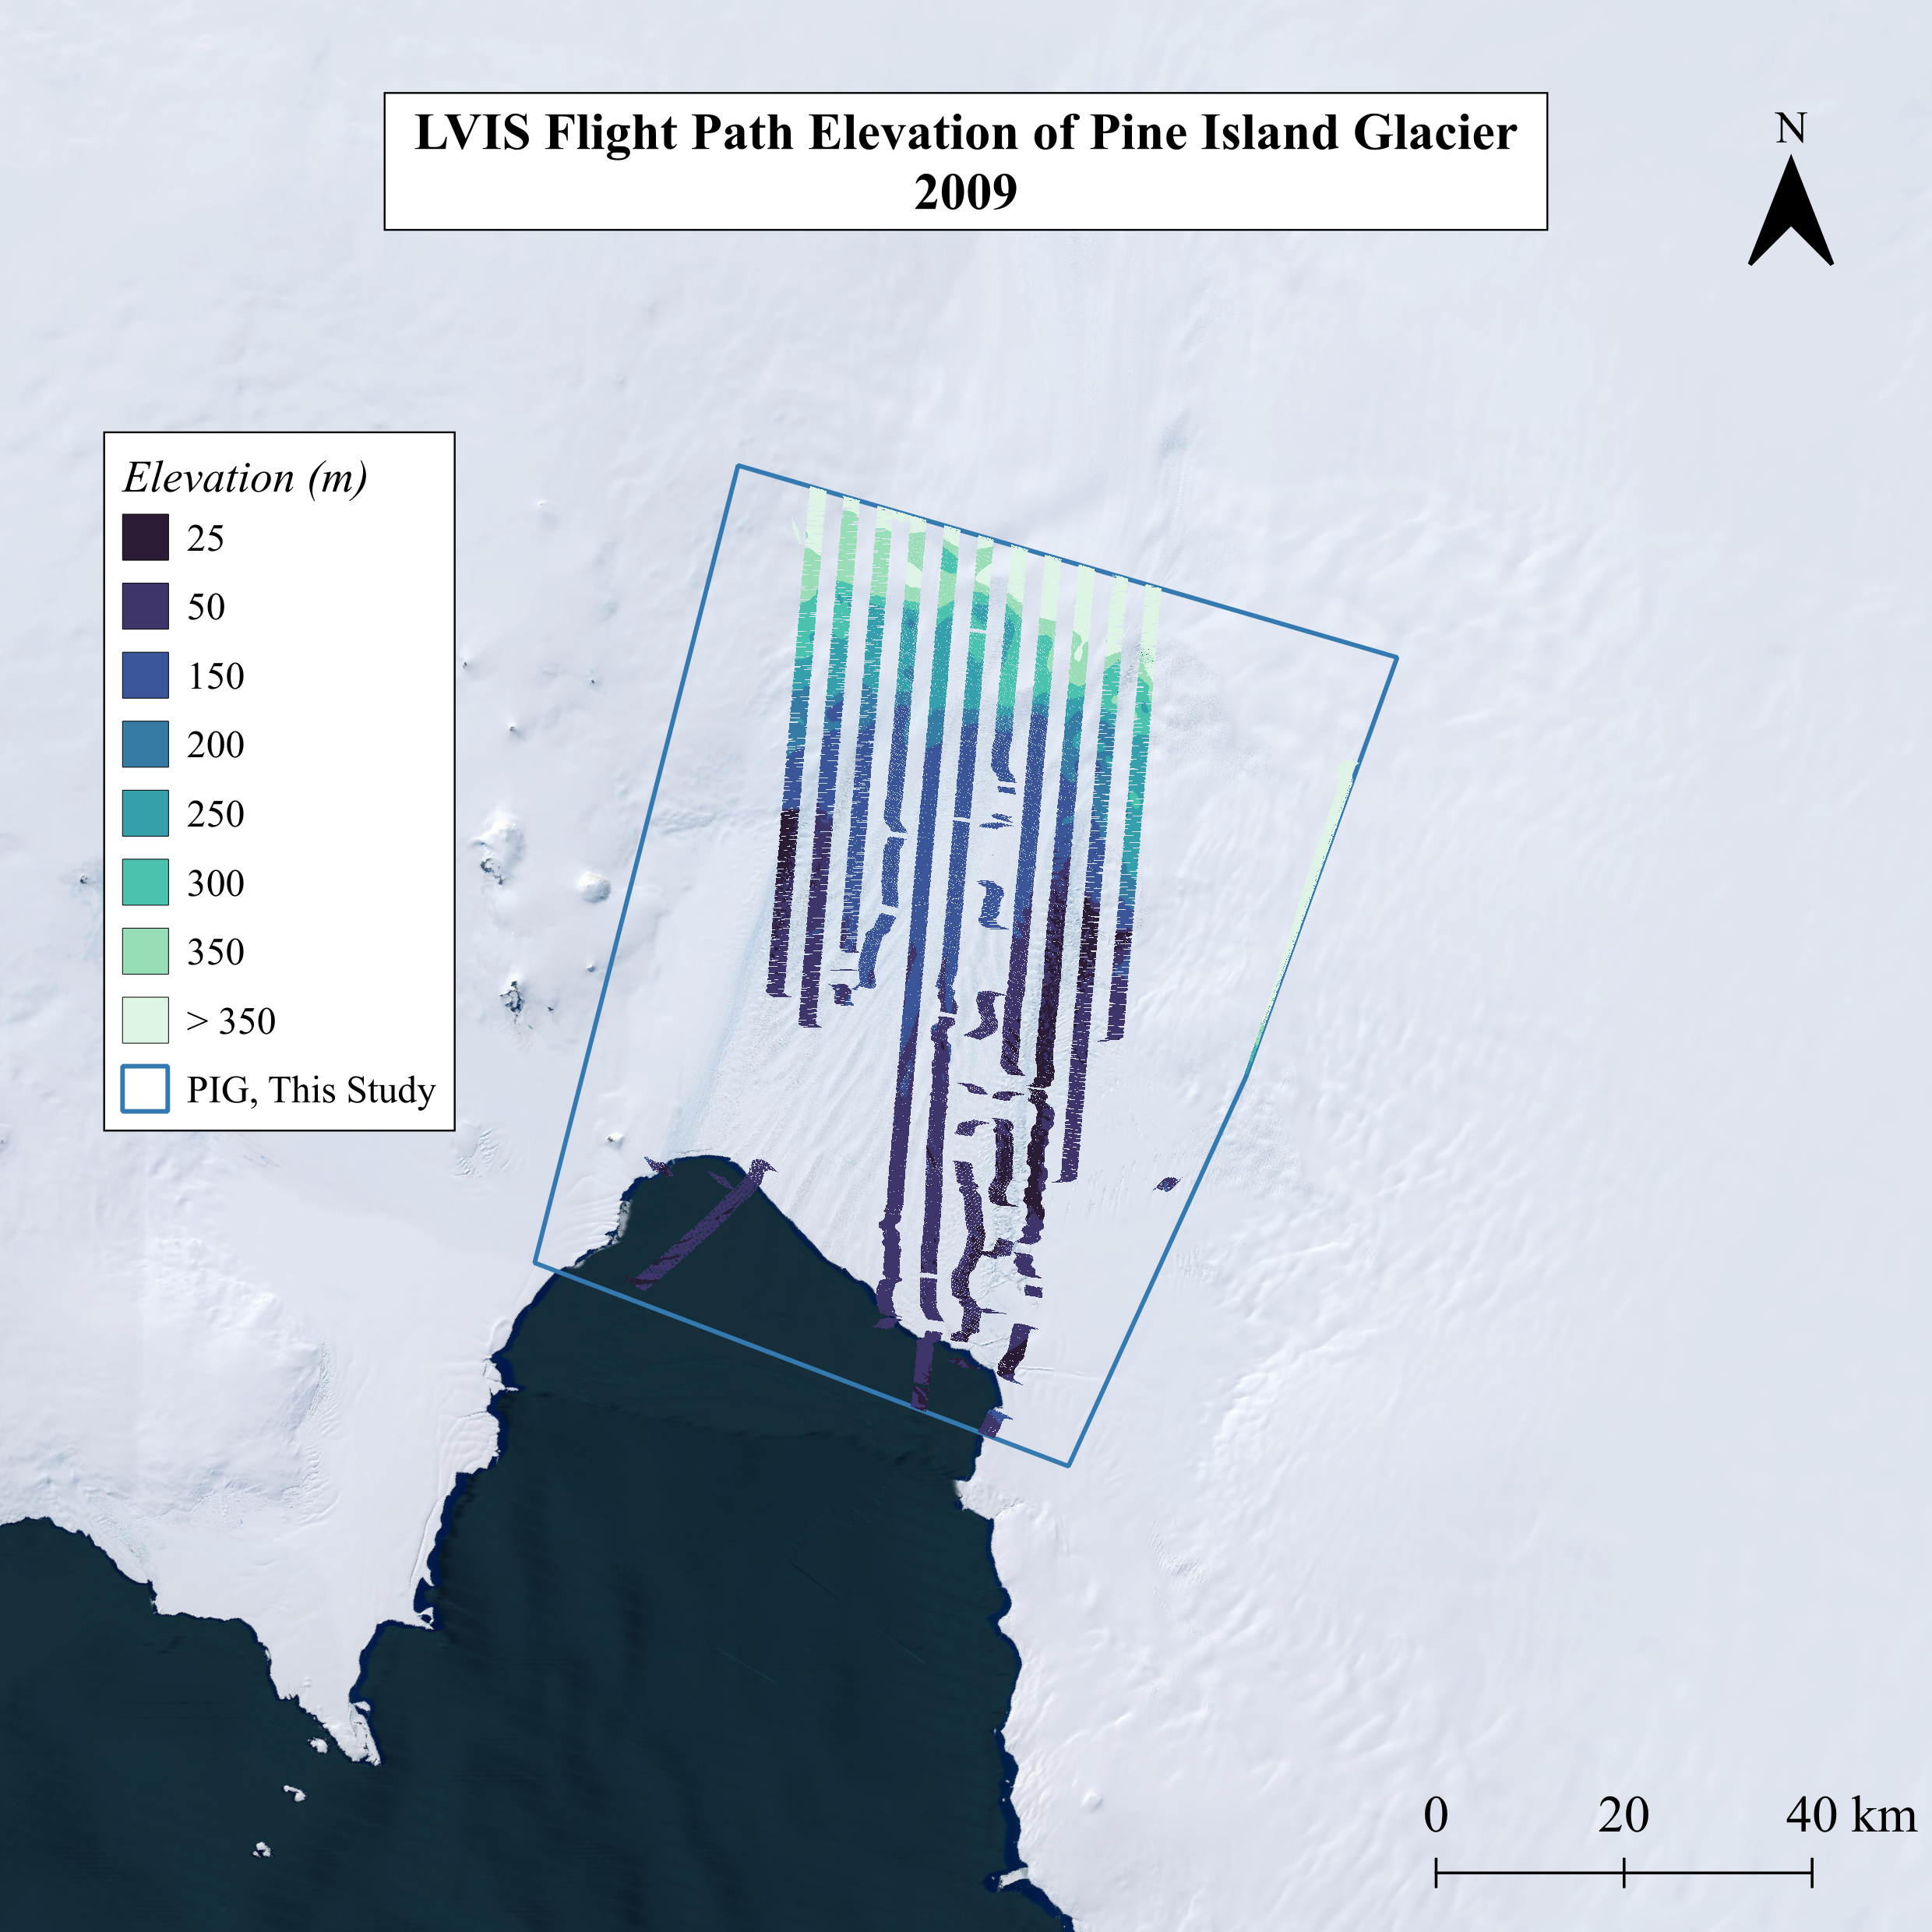 LVIS Flight Path Elevation of Pine Island Glacier
2009
N
Elevation (m)
25
50
150
200
250
300
350
> 350
PIG, This Study
0 20 40 km